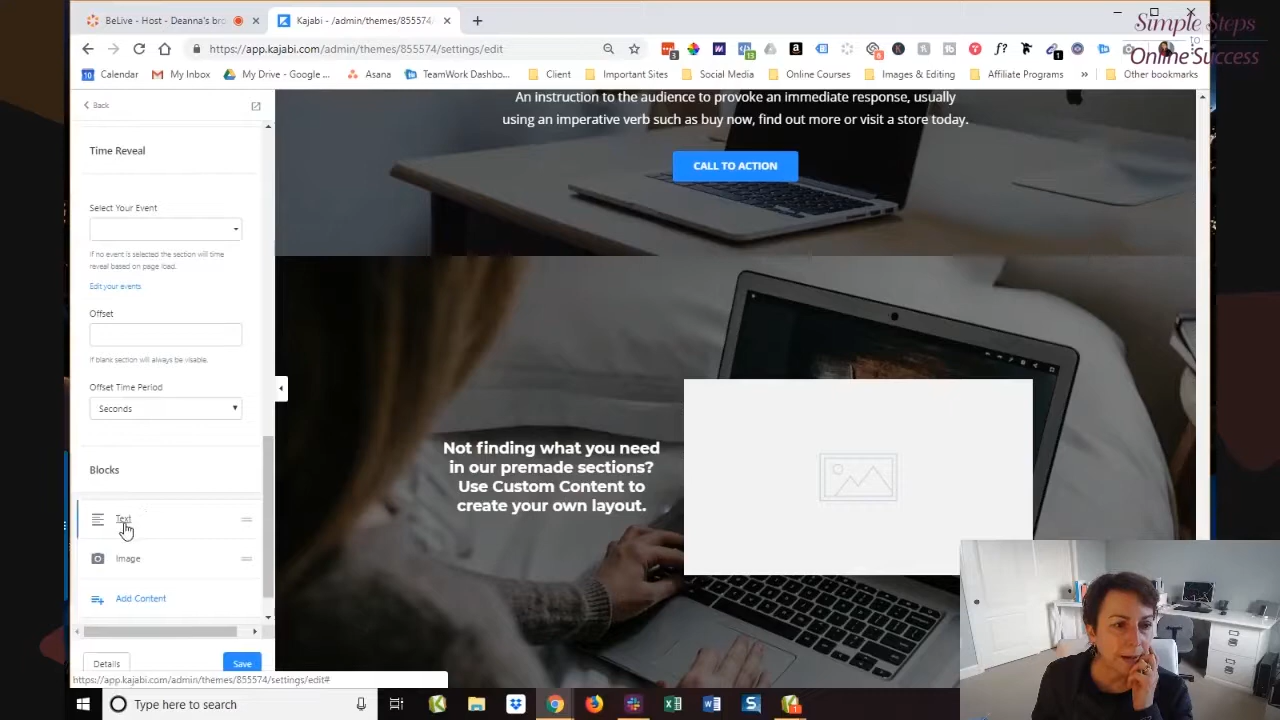 BeLive - Host - Deanna's bro
Kajabi - /admin/themes/855574/
Simple Steps
to
Online Success
https://app.kajabi.com/admin/themes/855574/settings/edit
Calendar
My Inbox
My Drive - Google ...
Asana
TeamWork Dashbo...
Client
Important Sites
Social Media
Online Courses
Images & Editing
Affiliate Programs
Other bookmarks
Back
Time Reveal
Select Your Event
If no event is selected the section will time
reveal based on page load.
Edit your events
Offset
If blank section will always be visable.
Offset Time Period
Seconds
Blocks
Text
Image
Add Content
Details
Save
https://app.kajabi.com/admin/themes/855574/settings/edit#
An instruction to the audience to provoke an immediate response, usually
using an imperative verb such as buy now, find out more or visit a store today.
CALL TO ACTION
Not finding what you need
in our premade sections?
Use Custom Content to
create your own layout.
Type here to search